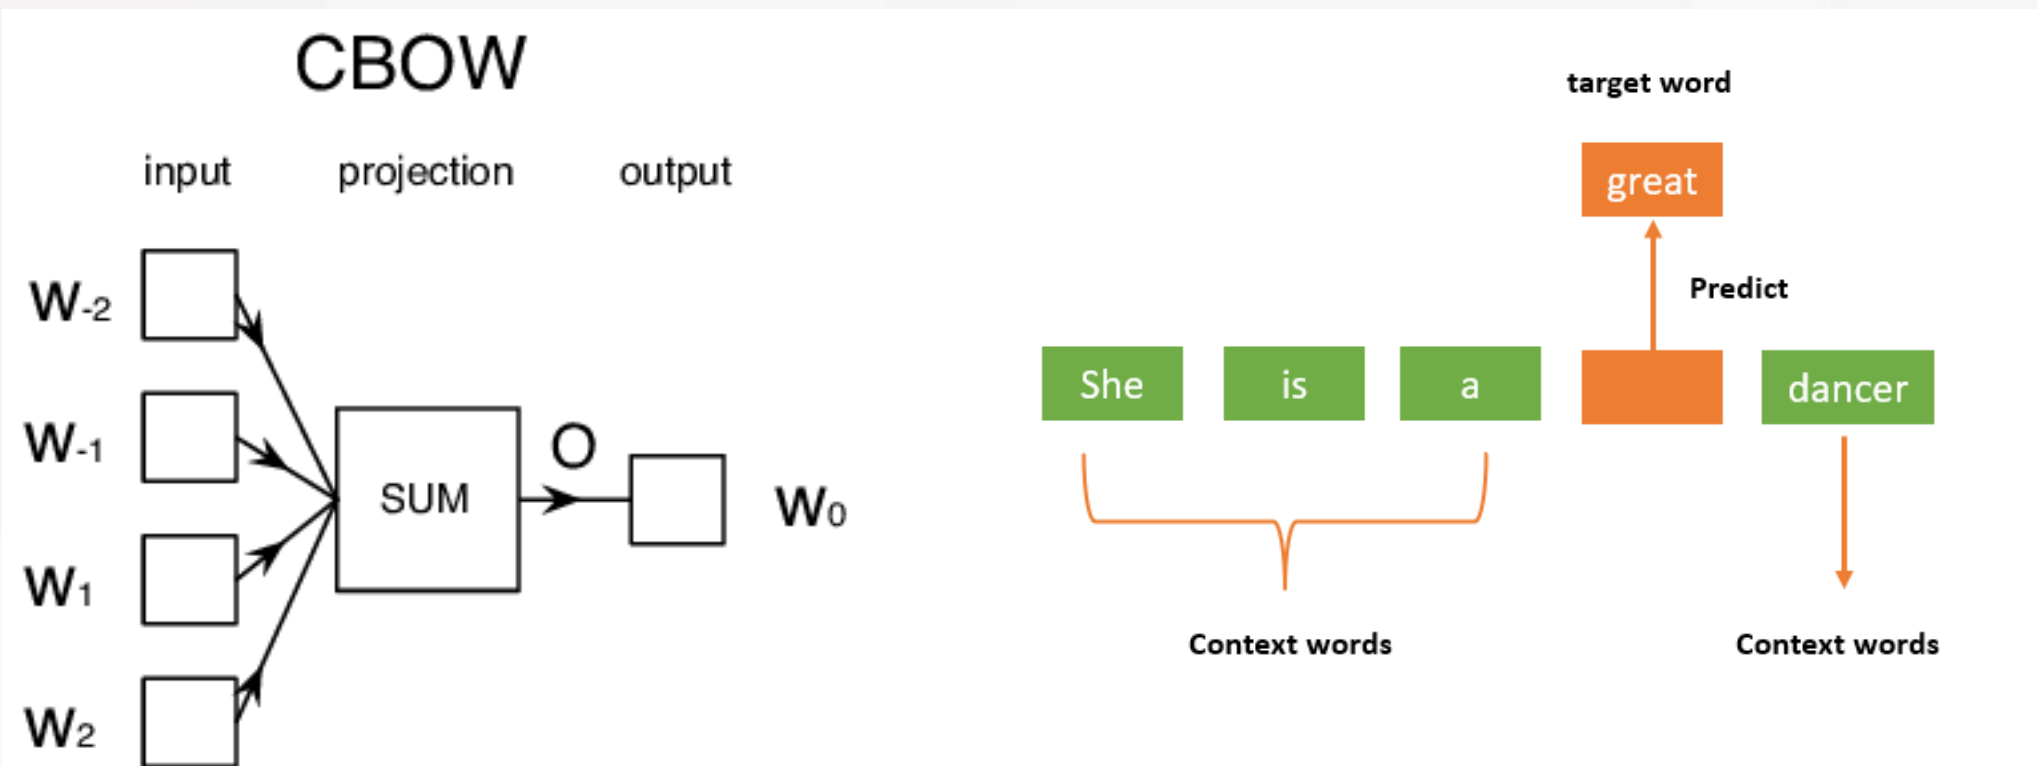 CBOW
input projection output
W-2
W-1
W1
W2
SUM
O
W0
target word
great
Predict
She is a dancer
Context words
Context words